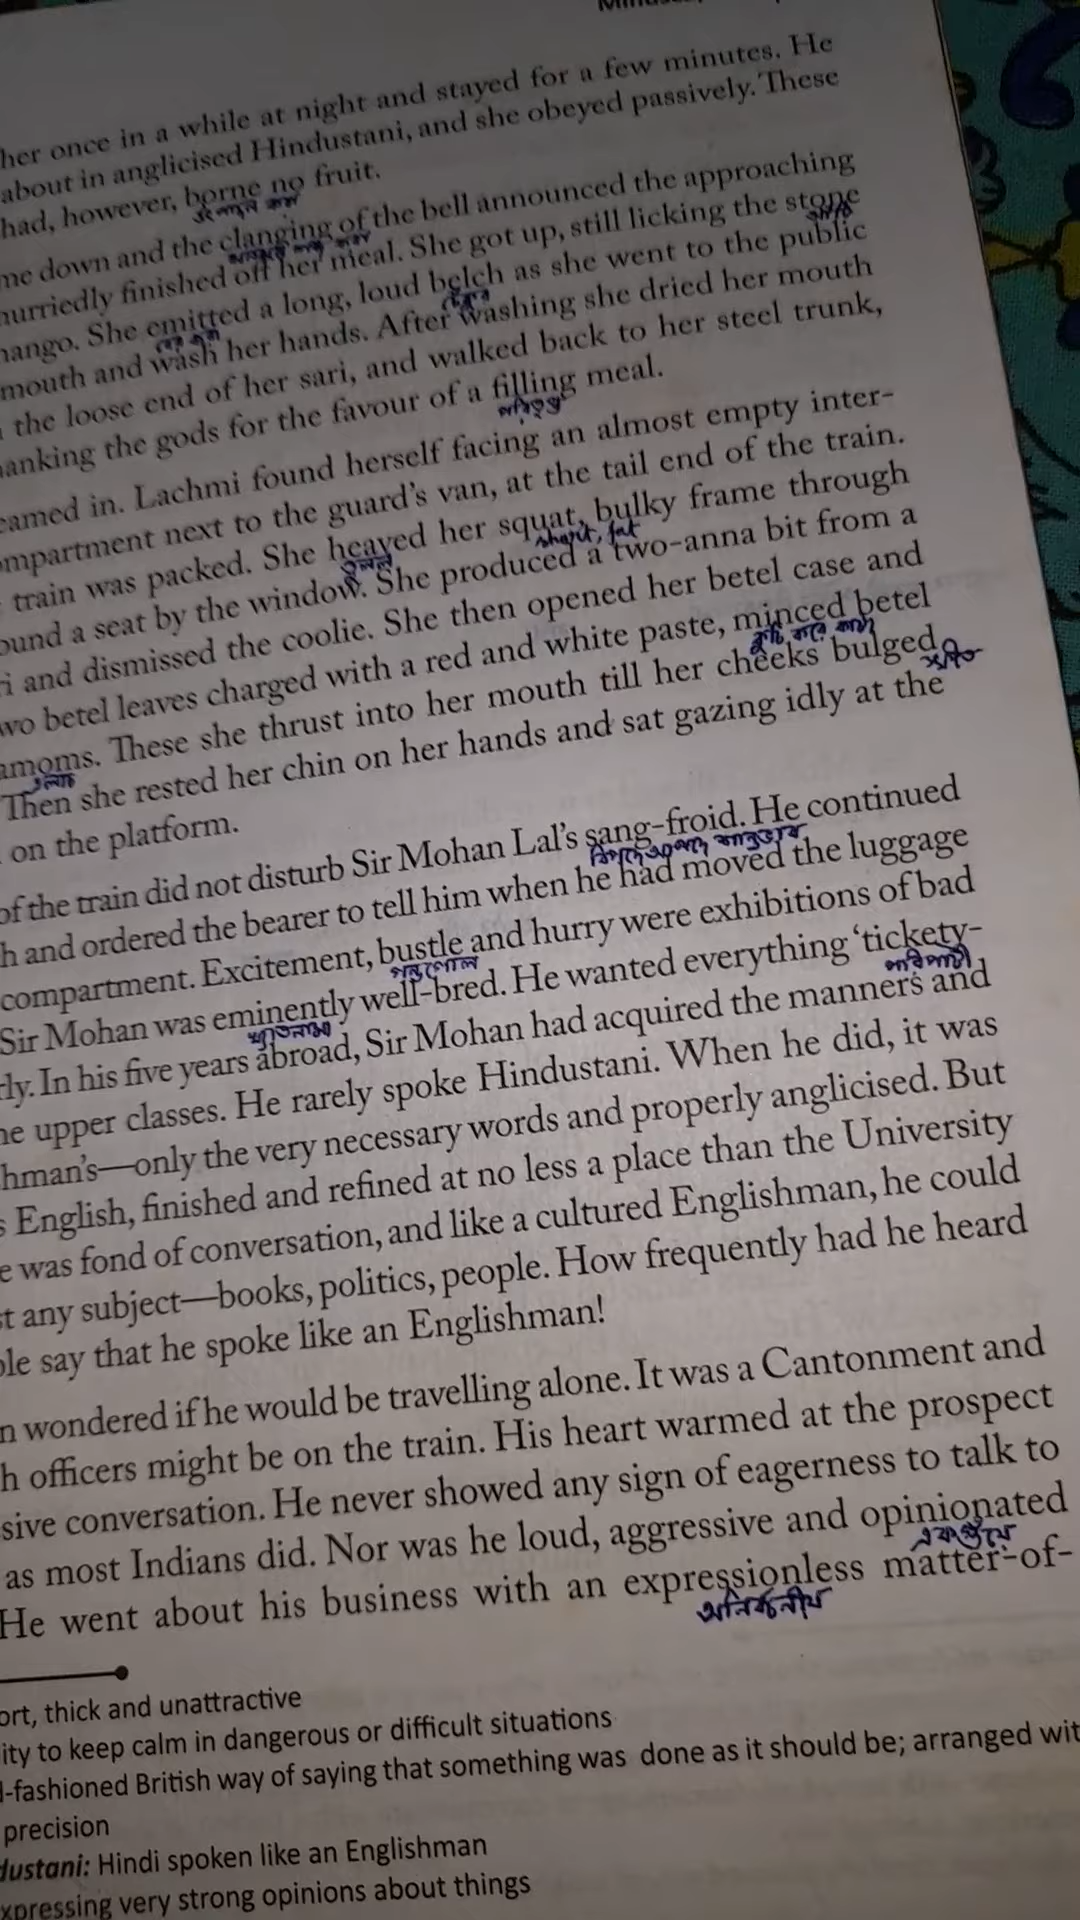 her once in a while at night and stayed for a few minutes. He
about in anglicised Hindustani, and she obeyed passively. These
had, however, borne no fruit.
me down and the clanging of the bell announced the approaching
hurriedly finished off her meal. She got up, still licking the stone
mango. She emitted a long, loud belch as she went to the public
mouth and wash her hands. After washing she dried her mouth
the loose end of her sari, and walked back to her steel trunk,
anking the gods for the favour of a filling meal.
পরিতৃপ্ত
eamed in. Lachmi found herself facing an almost empty inter-
ompartment next to the guard's van, at the tail end of the train.
train was packed. She heaved her squat, bulky frame through
short, fat
ound a seat by the window. She produced a two-anna bit from a
ri and dismissed the coolie. She then opened her betel case and
wo betel leaves charged with a red and white paste, minced betel
কুচি করে কাটা
amoms. These she thrust into her mouth till her cheeks bulged.
এলাচ
Then she rested her chin on her hands and sat gazing idly at the
on the platform.
of the train did not disturb Sir Mohan Lal's sang-froid. He continued
h and ordered the bearer to tell him when he had moved the luggage
compartment. Excitement, bustle and hurry were exhibitions of bad
গন্ডগোল
Sir Mohan was eminently well-bred. He wanted everything 'tickety-
পরিপাটী
খ্যাতনামা
rly. In his five years abroad, Sir Mohan had acquired the manners and
he upper classes. He rarely spoke Hindustani. When he did, it was
hman's—only the very necessary words and properly anglicised. But
s English, finished and refined at no less a place than the University
e was fond of conversation, and like a cultured Englishman, he could
st any subject—books, politics, people. How frequently had he heard
ple say that he spoke like an Englishman!
n wondered if he would be travelling alone. It was a Cantonment and
h officers might be on the train. His heart warmed at the prospect
sive conversation. He never showed any sign of eagerness to talk to
as most Indians did. Nor was he loud, aggressive and opinionated
একগুঁয়ে
He went about his business with an expressionless matter-of-
ort, thick and unattractive
ity to keep calm in dangerous or difficult situations
d-fashioned British way of saying that something was done as it should be; arranged wit
precision
dustani: Hindi spoken like an Englishman
xpressing very strong opinions about things